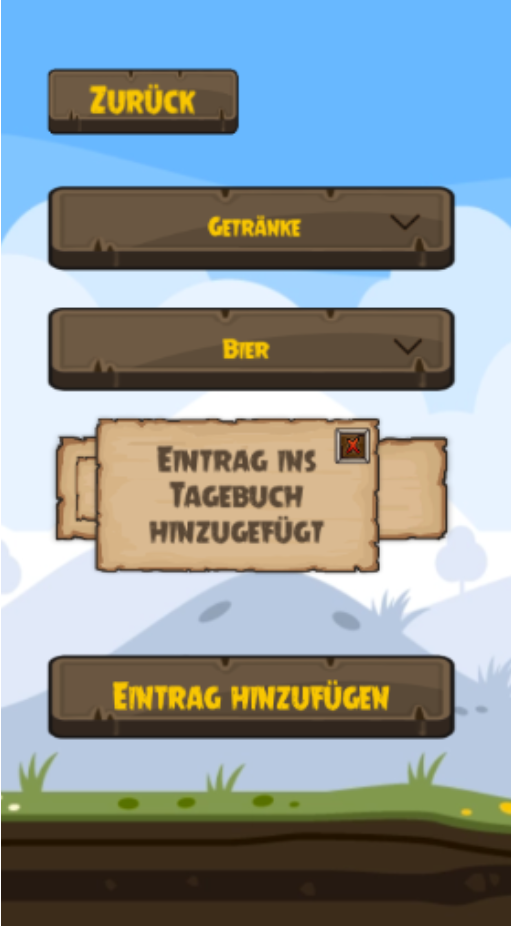 Zurück
Getränke
Bier
Eintrag ins
Tagebuch
hinzugefügt
Eintrag hinzufügen